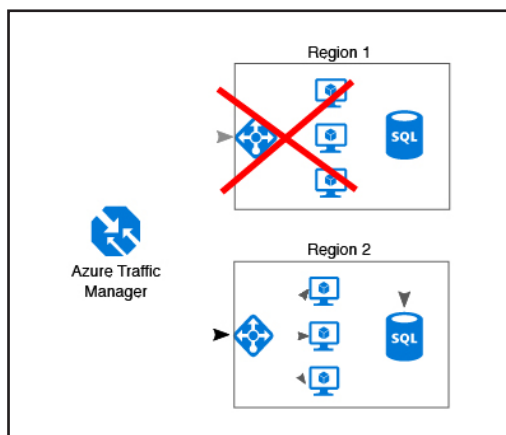 Region 1
SQL
Azure Traffic
Manager
Region 2
SQL